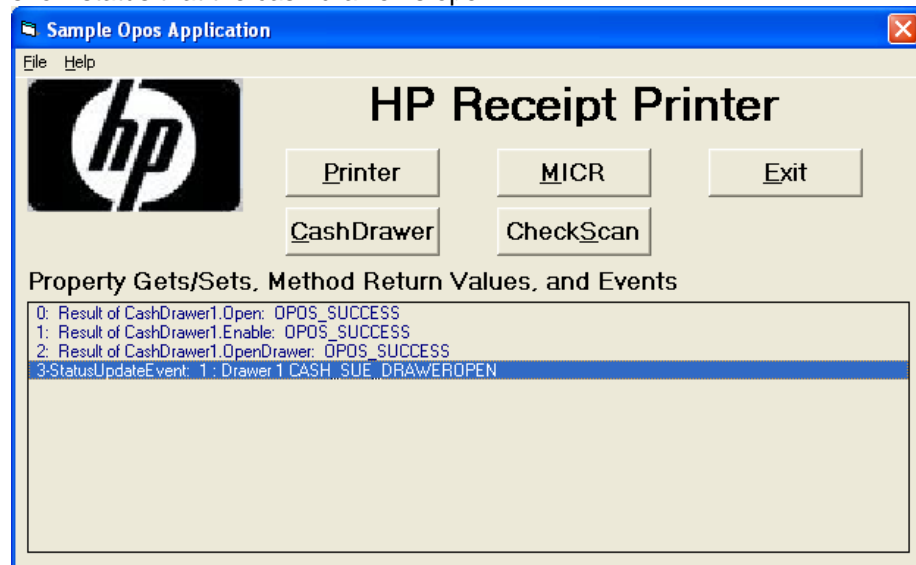 Sample Opos Application
File Help
hp
HP Receipt Printer
Printer MICR Exit
CashDrawer CheckScan
Property Gets/Sets, Method Return Values, and Events
0: Result of CashDrawer1.Open: OPOS_SUCCESS
1: Result of CashDrawer1.Enable: OPOS_SUCCESS
2: Result of CashDrawer1.OpenDrawer: OPOS_SUCCESS
3-StatusUpdateEvent: 1 : Drawer 1 CASH_SUE_DRAWEROPEN